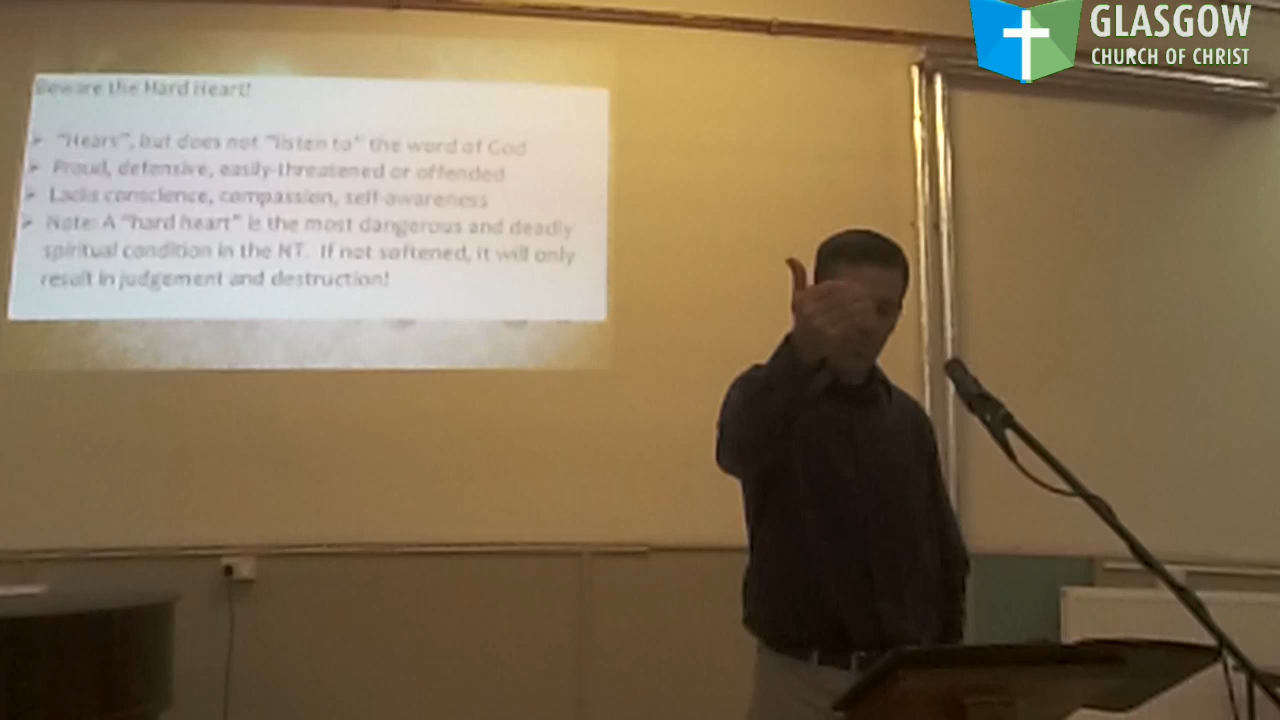 GLASGOW
CHURCH OF CHRIST
Beware the Hard Heart!
➢ "Hears", but does not "listen to" the word of God
➢ Proud, defensive, easily-threatened or offended
➢ Lacks conscience, compassion, self-awareness
➢ Note: A "hard heart" is the most dangerous and deadly
spiritual condition in the NT. If not softened, it will only
result in judgement and destruction!